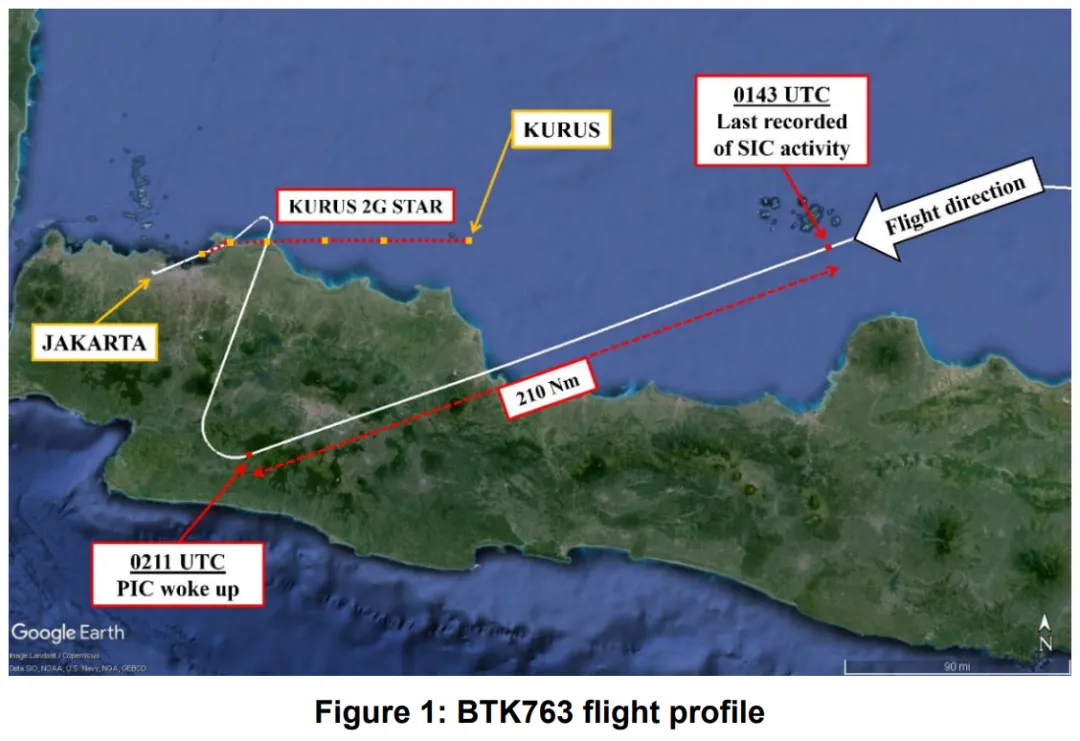 0143 UTC
Last recorded
of SIC activity
KURUS
Flight direction
KURUS 2G STAR
JAKARTA
210 Nm
0211 UTC
PIC woke up
Google Earth
Image Landsat / Copernicus
Data SIO, NOAA, U.S. Navy, NGA, GEBCO
N
90 mi
Figure 1: BTK763 flight profile